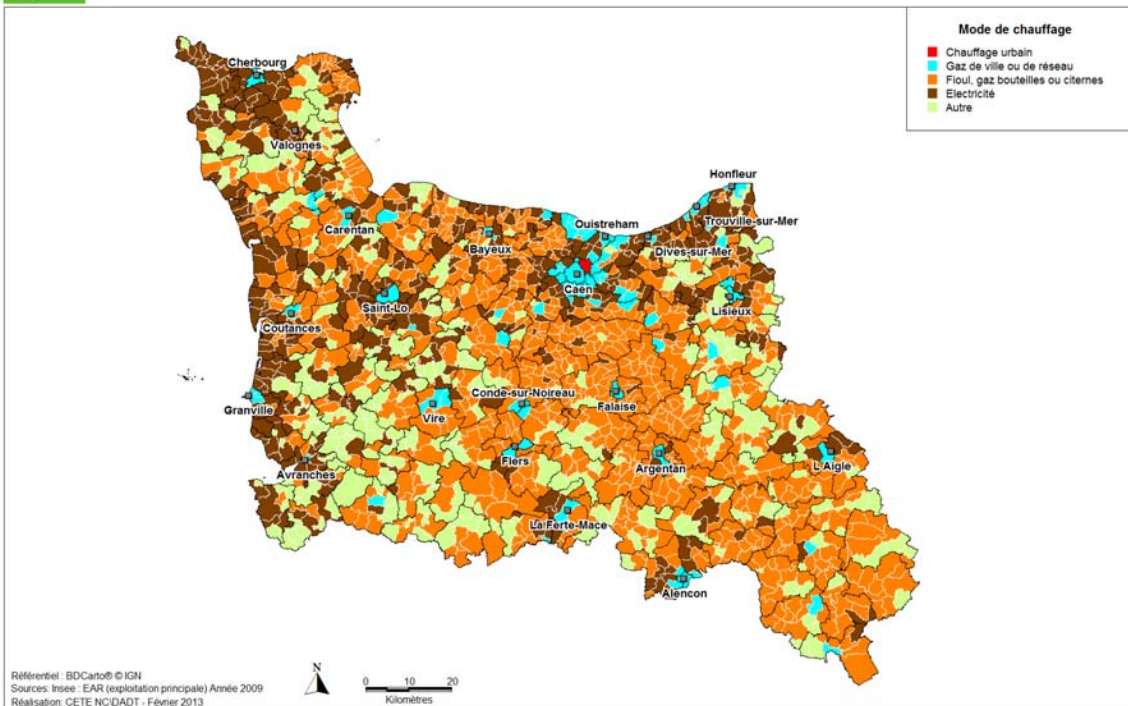 Mode de chauffage
Chauffage urbain
Gaz de ville ou de réseau
Fioul, gaz bouteilles ou citernes
Electricité
Autre
Cherbourg
Valognes
Honfleur
Trouville-sur-Mer
Ouistreham
Carentan
Bayeux
Dives-sur-Mer
Caen
Saint-Lo
Lisieux
Coutances
Conde-sur-Noireau
Falaise
Granville
Vire
Flers
Argentan
L Aigle
Avranches
La Ferte-Mace
Alencon
Référentiel : BDCarto® © IGN
Sources: Insee : EAR (exploitation principale) Année 2009
Réalisation: CETE NC\DADT - Février 2013
N
0 10 20
Kilomètres